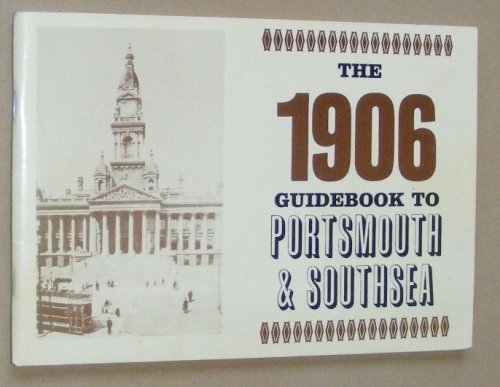 THE
1906
GUIDEBOOK TO
PORTSMOUTH
& SOUTHSEA